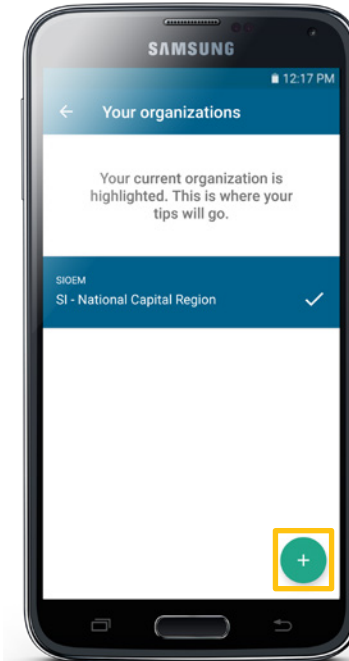 SAMSUNG
12:17 PM
Your organizations
Your current organization is
highlighted. This is where your
tips will go.
SIOEM
SI - National Capital Region
+